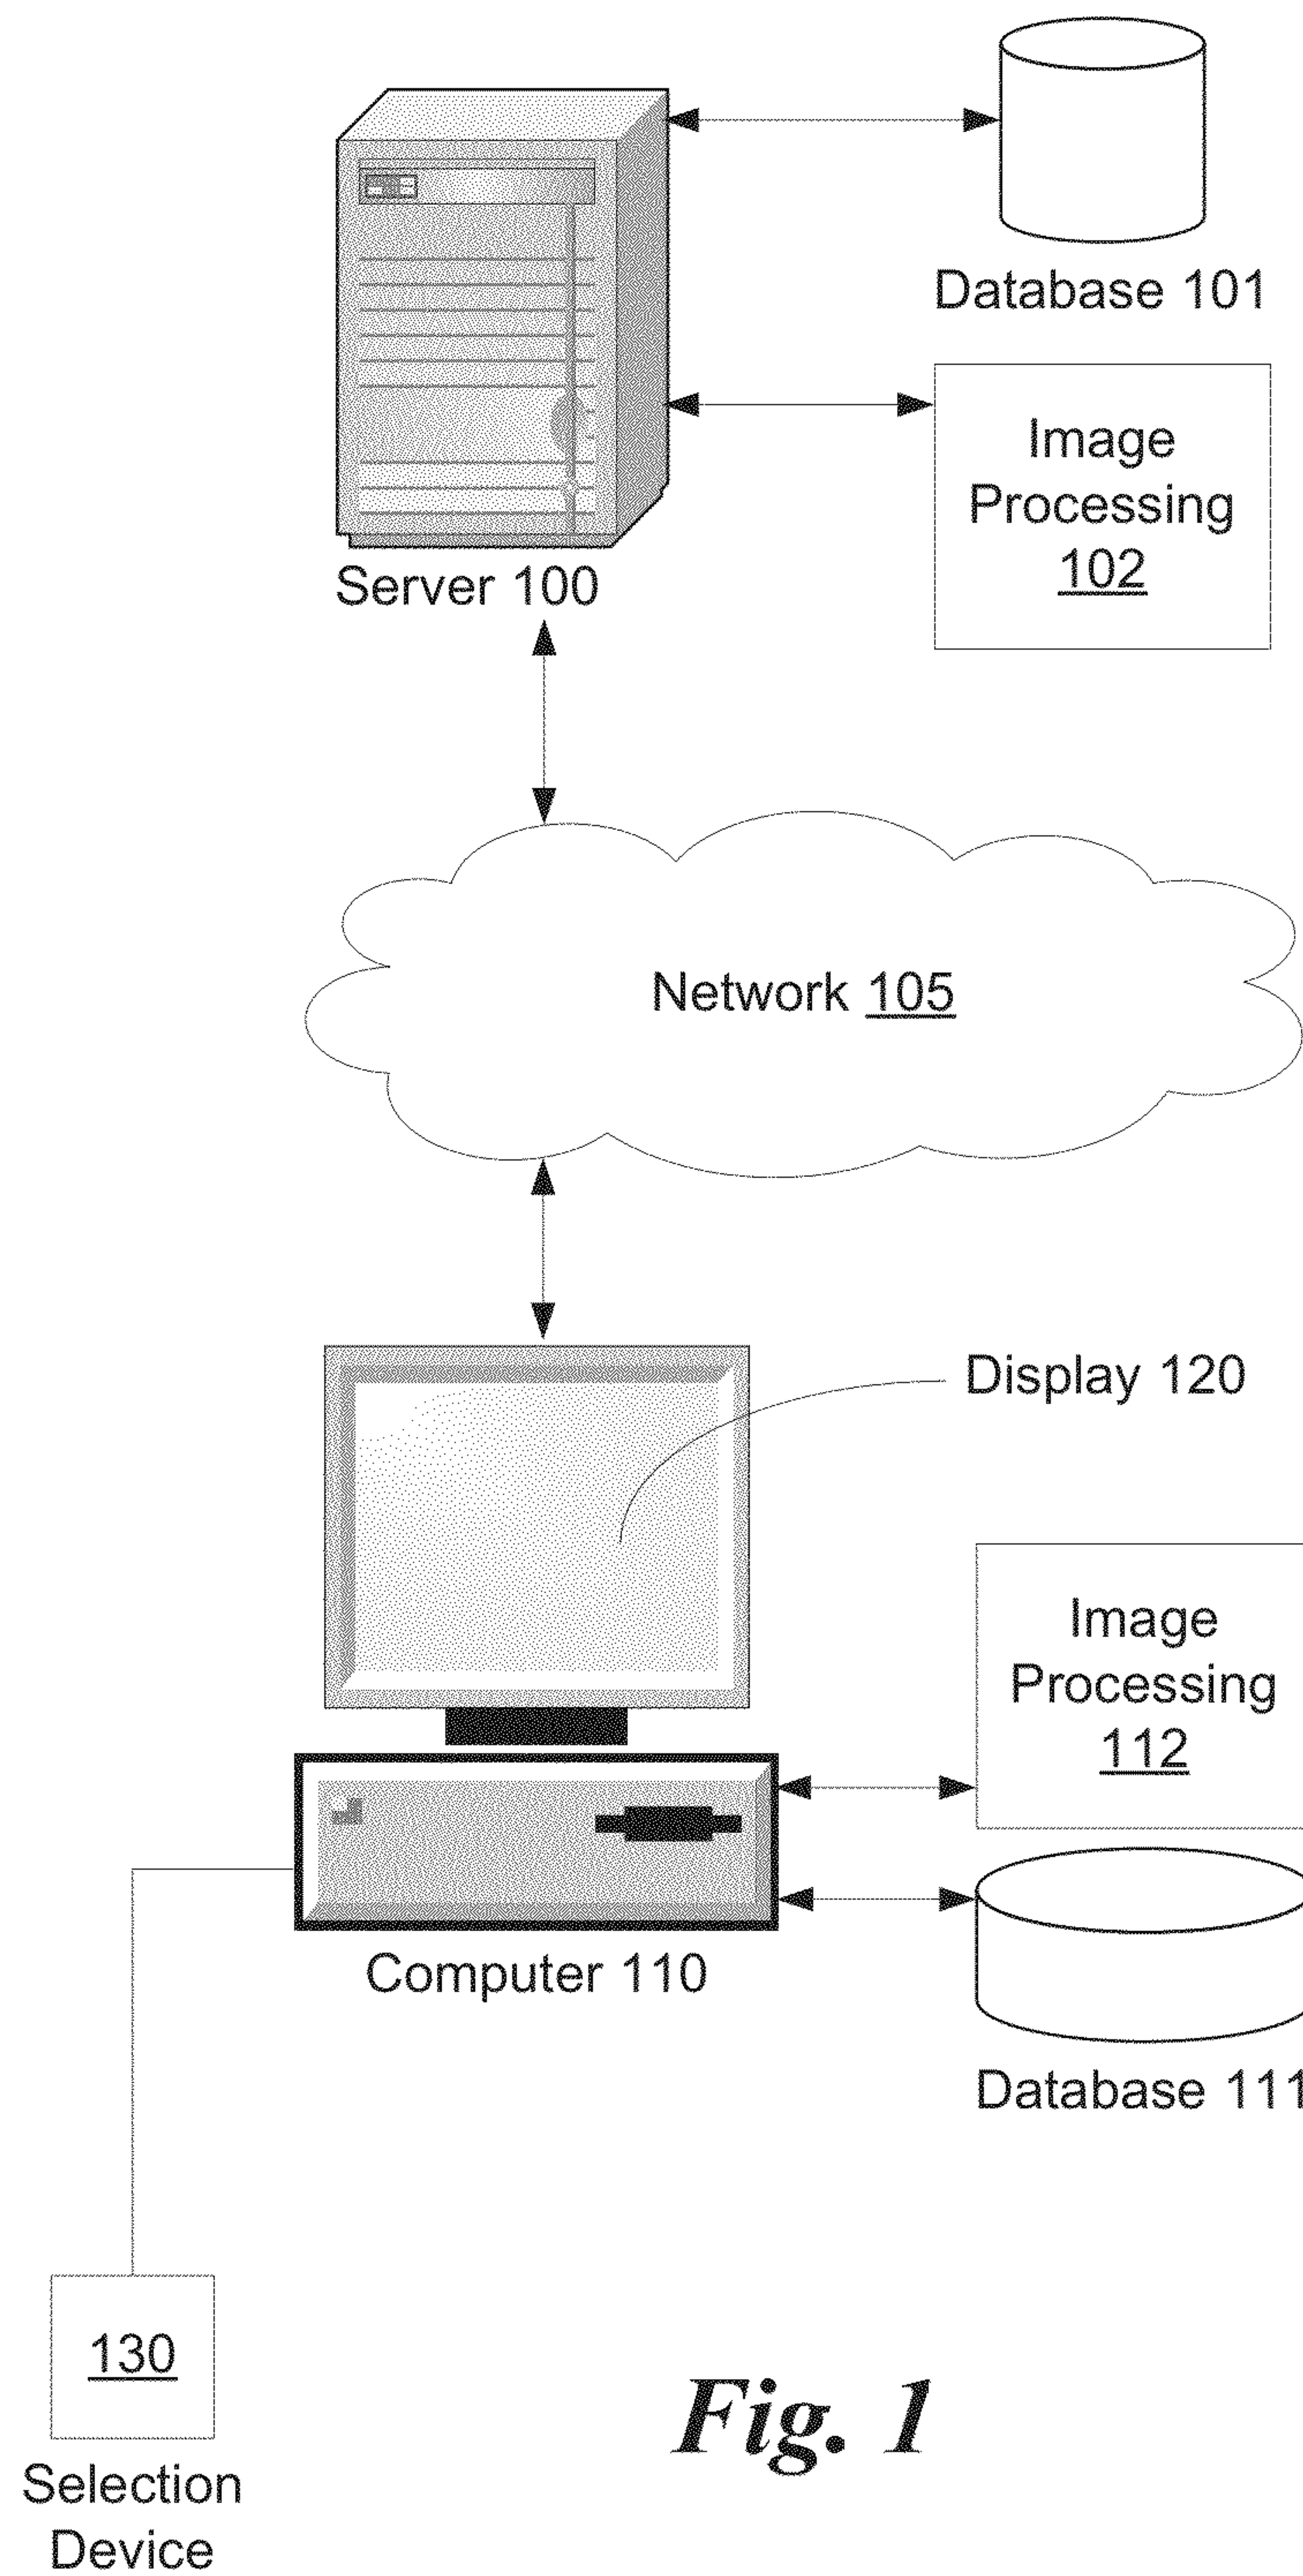 Database 101
Image
Processing
102
Server 100
Network 105
Display 120
Image
Processing
112
Computer 110
Database 111
130
Selection
Device
Fig. 1